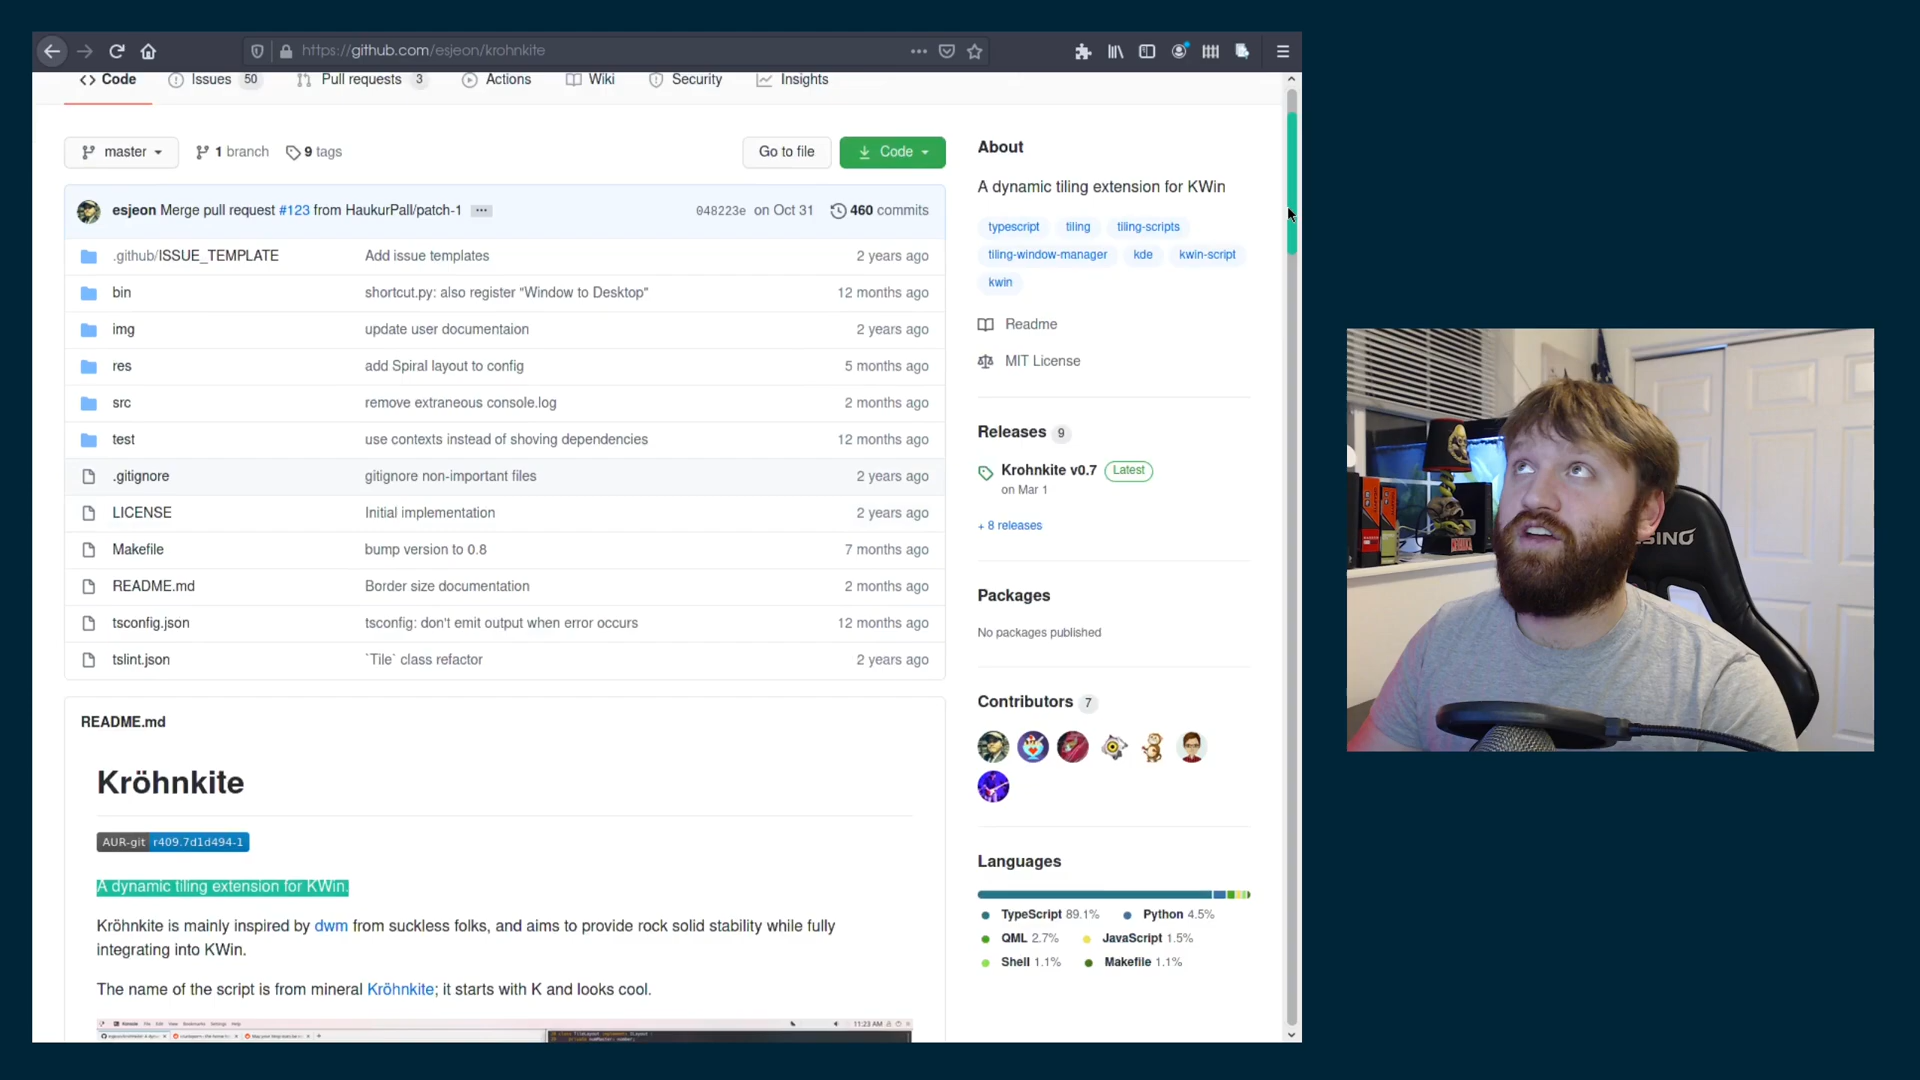 https://github.com/esjeon/krohnkite
Code Issues 50 Pull requests 3 Actions Wiki Security Insights
master 1 branch 9 tags Go to file Code
esjeon Merge pull request #123 from HaukurPall/patch-1 048223e on Oct 31 460 commits
.github/ISSUE_TEMPLATE Add issue templates 2 years ago
bin shortcut.py: also register "Window to Desktop" 12 months ago
img update user documentaion 2 years ago
res add Spiral layout to config 5 months ago
src remove extraneous console.log 2 months ago
test use contexts instead of shoving dependencies 12 months ago
.gitignore gitignore non-important files 2 years ago
LICENSE Initial implementation 2 years ago
Makefile bump version to 0.8 7 months ago
README.md Border size documentation 2 months ago
tsconfig.json tsconfig: don't emit output when error occurs 12 months ago
tslint.json `Tile` class refactor 2 years ago
README.md
Kröhnkite
AUR-git r409.7d1d494-1
A dynamic tiling extension for KWin.
Kröhnkite is mainly inspired by dwm from suckless folks, and aims to provide rock solid stability while fully
integrating into KWin.
The name of the script is from mineral Kröhnkite; it starts with K and looks cool.
11:23 AM
About
A dynamic tiling extension for KWin
typescript tiling tiling-scripts
tiling-window-manager kde kwin-script
kwin
Readme
MIT License
Releases 9
Krohnkite v0.7 Latest
on Mar 1
+ 8 releases
Packages
No packages published
Contributors 7
Languages
TypeScript 89.1% Python 4.5%
QML 2.7% JavaScript 1.5%
Shell 1.1% Makefile 1.1%